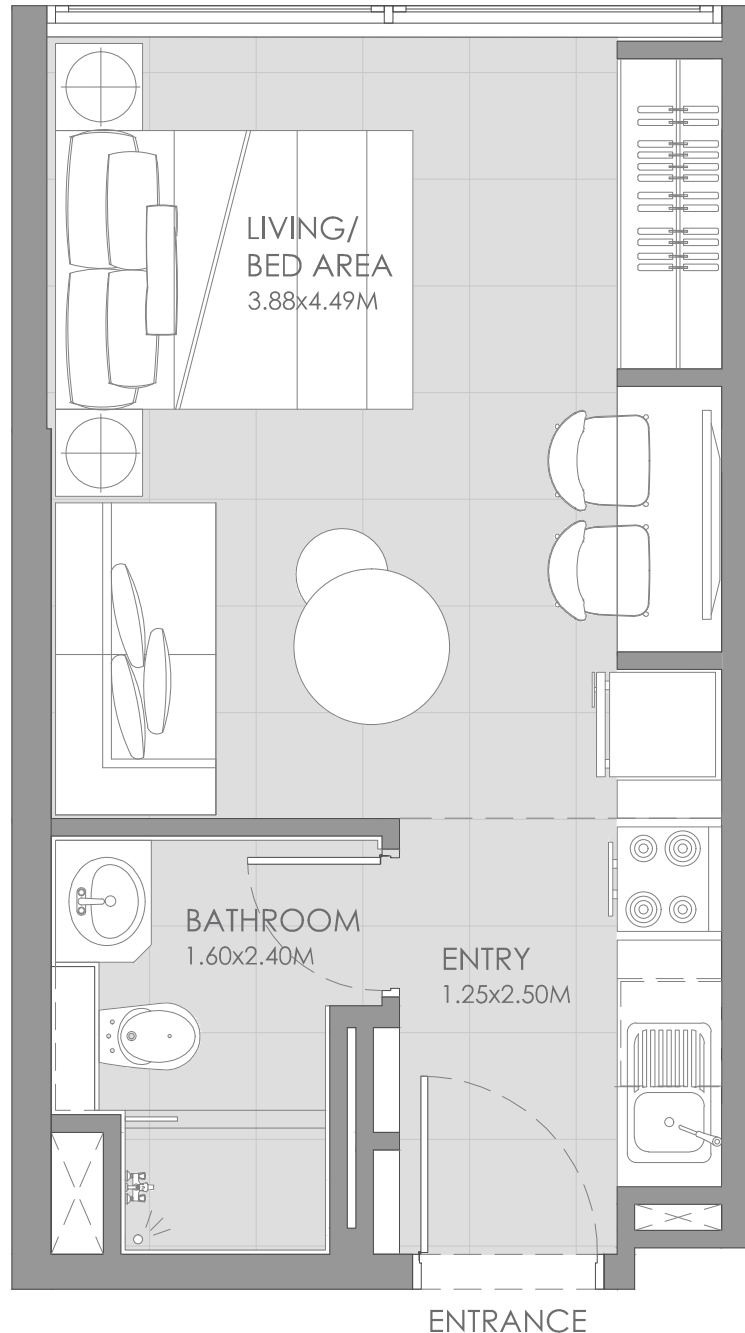 LIVING/
BED AREA
3.88x4.49M
BATHROOM
1.60x2.40M
ENTRY
1.25x2.50M
ENTRANCE